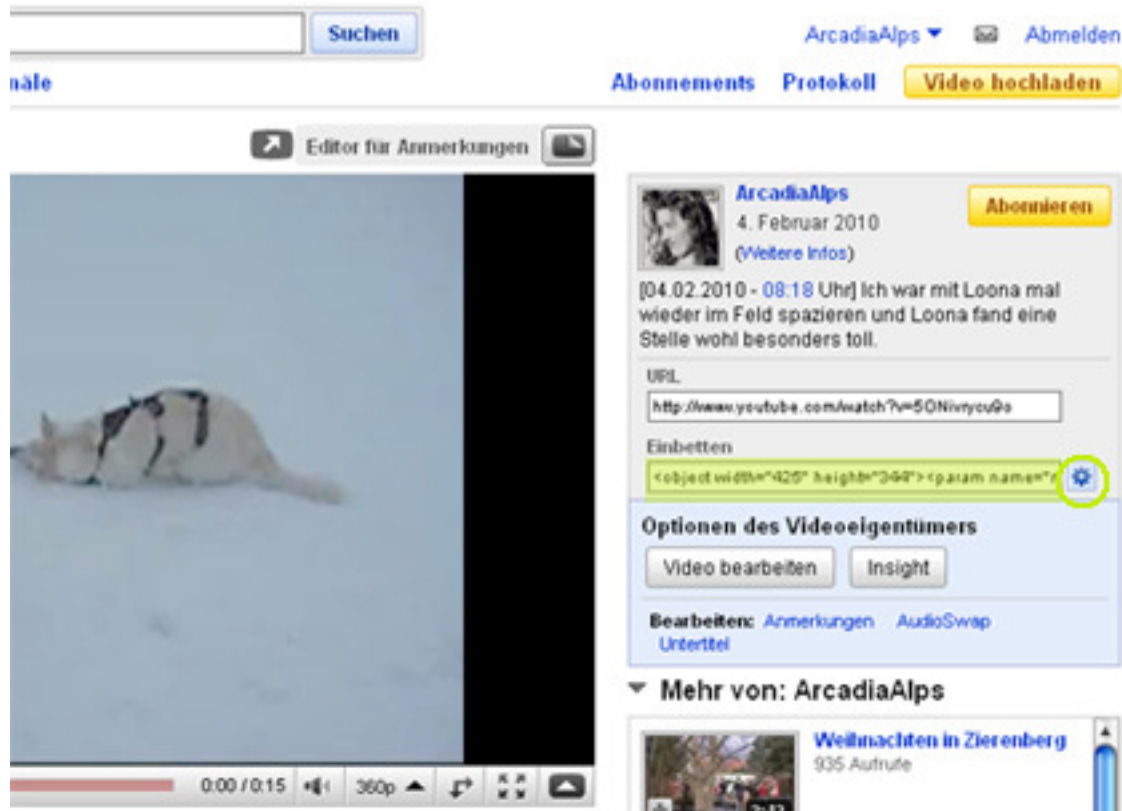 Suchen
ArcadiaAlps
Abmelden
näle
Abonnements Protokoll Video hochladen
Editor für Anmerkungen
ArcadiaAlps
Abonnieren
4. Februar 2010
(Weitere Infos)
[04.02.2010 - 08:18 Uhr] Ich war mit Loona mal
wieder im Feld spazieren und Loona fand eine
Stelle wohl besonders toll.
URL
http://www.youtube.com/watch?v=5ONivrycu9o
Einbetten
<object width="425" height="344"><param name="
Optionen des Videoeigentümers
Video bearbeiten Insight
Bearbeiten: Anmerkungen AudioSwap
Untertitel
Mehr von: ArcadiaAlps
Weihnachten in Zierenberg
935 Aufrufe
0:00 / 0:15 360p